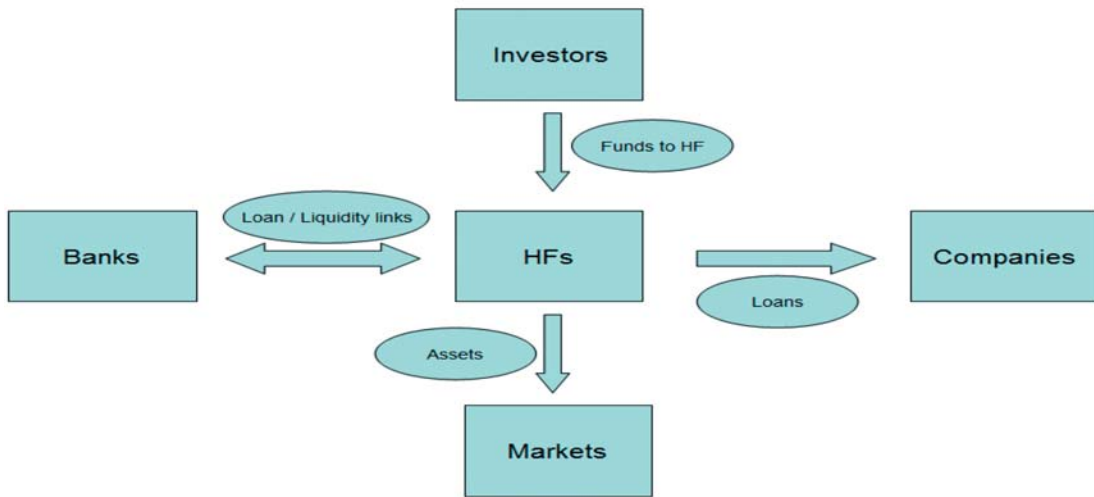 Investors
Funds to HF
Loan / Liquidity links
Banks
HFs
Companies
Loans
Assets
Markets